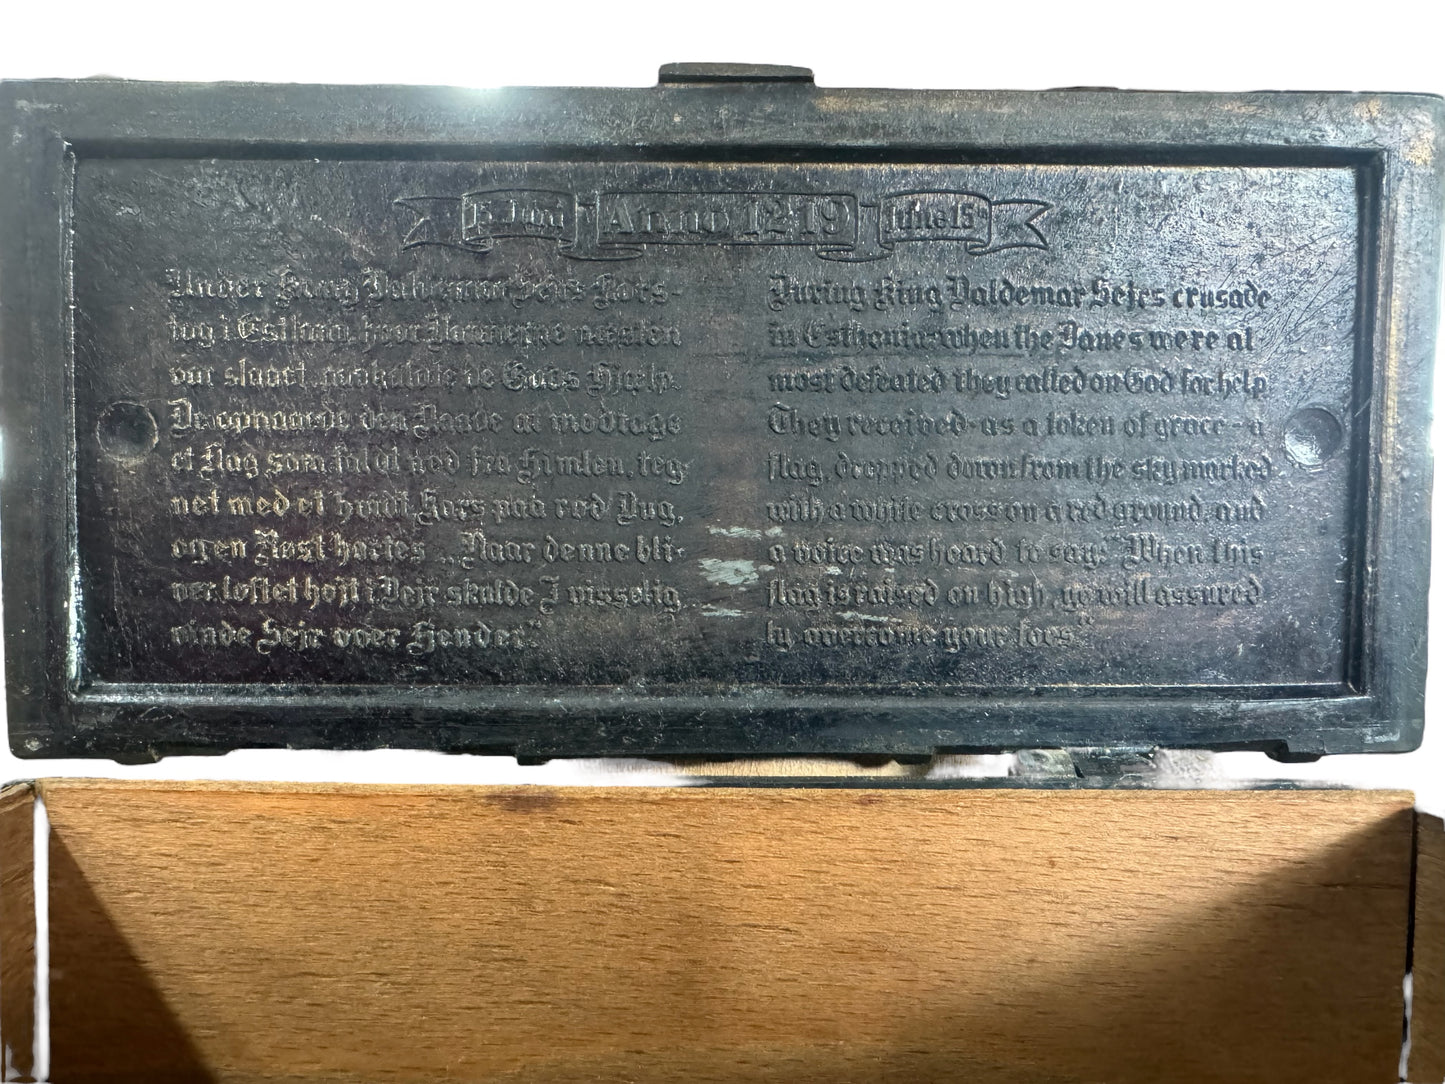 15. Juni Anno 1219 June 15th
Under Kong Valdemar Sejrs Kors-
tog i Estland, hvor Danskerne næsten
var slaaet, paakaldte de Guds Hjælp.
De opnaaede den Naade at modtage
et Flag som faldt ned fra Himlen, teg-
net med et hvidt Kors paa rød Dug,
og en Røst hørtes „Naar denne bli-
ver løftet højt i Vejr skulde I visselig
vinde Sejr over Fiender."
During King Valdemar Sejrs crusade
in Esthonia-when the Danes were al-
most defeated they called on God for help.
They received-as a token of grace-a
flag, dropped down from the sky marked
with a white cross on a red ground, and
a voice was heard to say: "When this
flag is raised on high, ye will assured
ly overcome your foes"